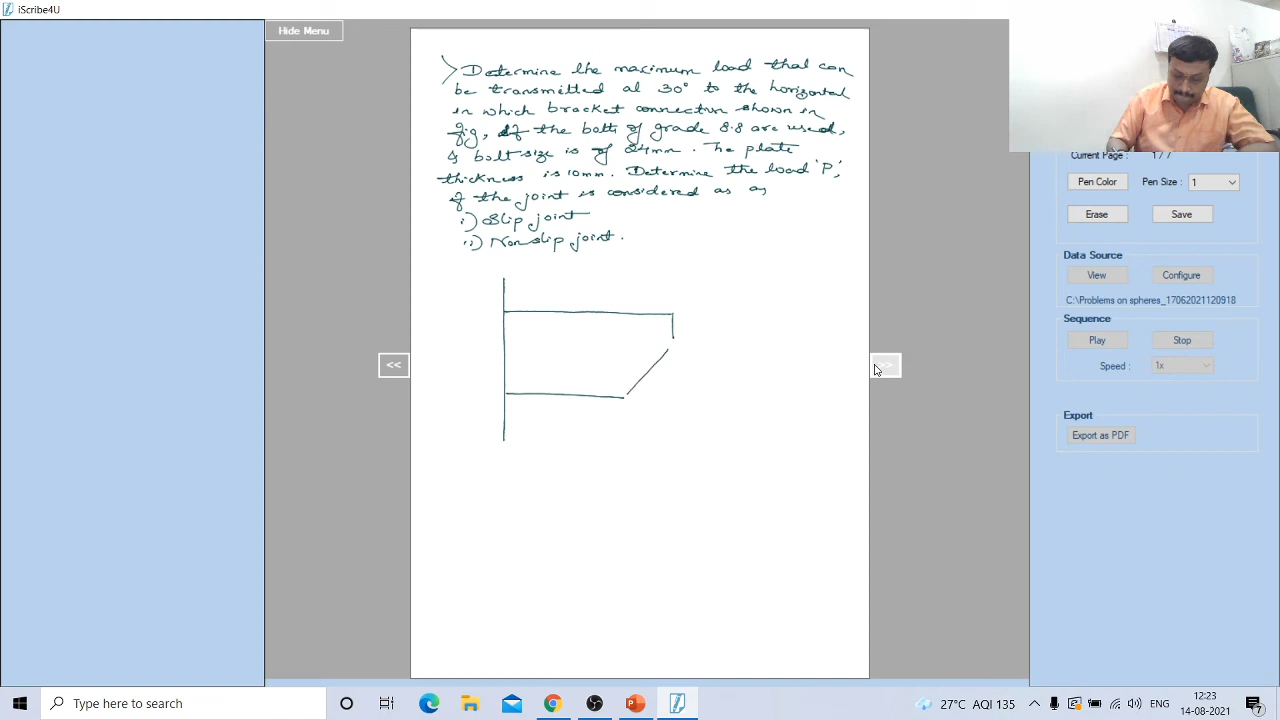 iScribe4U
Hide Menu
> Determine the maximum load that can
be transmitted at 30° to the horizontal
in which bracket connection shown in
fig, If the bolts of grade 8.8 are used,
& bolt size is of 24mm. The plate
thickness is 10mm. Determine the load 'P',
if the joint is considered as a
i) Slip joint
ii) Non slip joint.
<<
>>
Current Page : 1 / 7
Pen Color Pen Size : 1
Erase Save
Data Source
View Configure
C:\Problems on spheres_17062021120918
Sequence
Play Stop
Speed : 1x
Export
Export as PDF
Type here to search
27°C AQI 135 ENG 12:23
14-08-2021 7